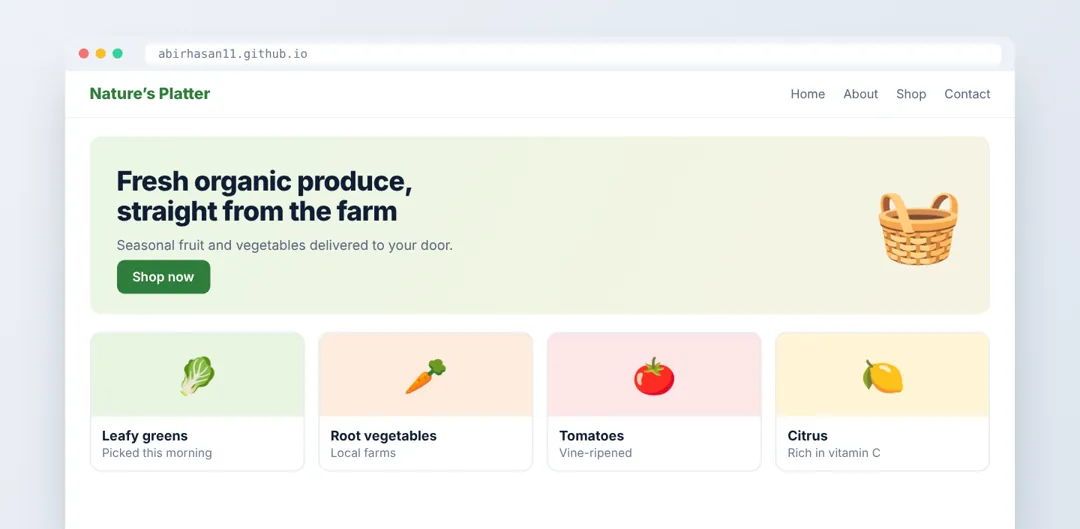 abirhasan11.github.io
Nature’s Platter
Home About Shop Contact
Fresh organic produce,
straight from the farm
Seasonal fruit and vegetables delivered to your door.
Shop now
Leafy greens
Picked this morning
Root vegetables
Local farms
Tomatoes
Vine-ripened
Citrus
Rich in vitamin C